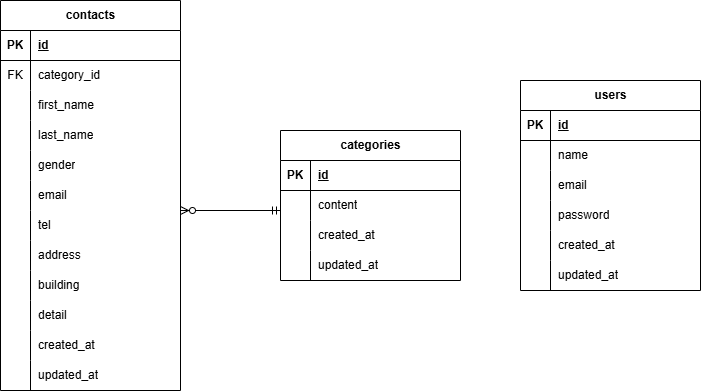 contacts
PK id
FK category_id
first_name
last_name
gender
email
tel
address
building
detail
created_at
updated_at
categories
PK id
content
created_at
updated_at
users
PK id
name
email
password
created_at
updated_at